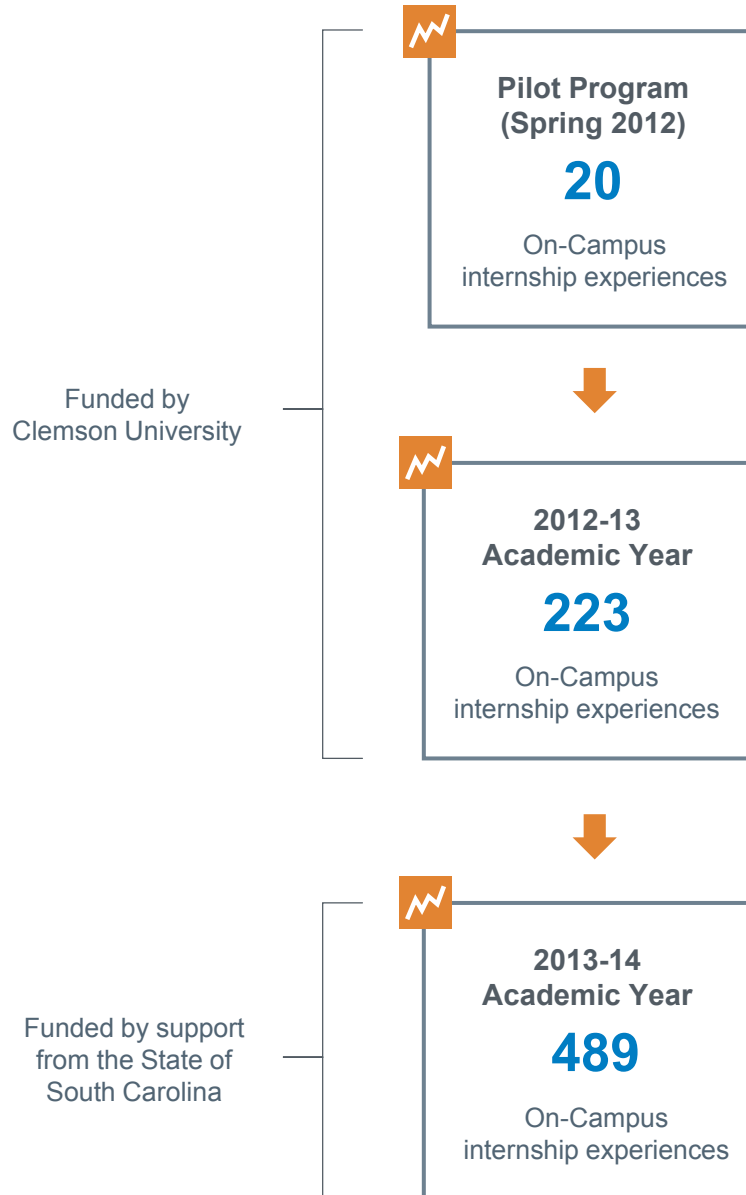 Pilot Program
(Spring 2012)
20
On-Campus
internship experiences
Funded by
Clemson University
2012-13
Academic Year
223
On-Campus
internship experiences
2013-14
Academic Year
489
On-Campus
internship experiences
Funded by support
from the State of
South Carolina